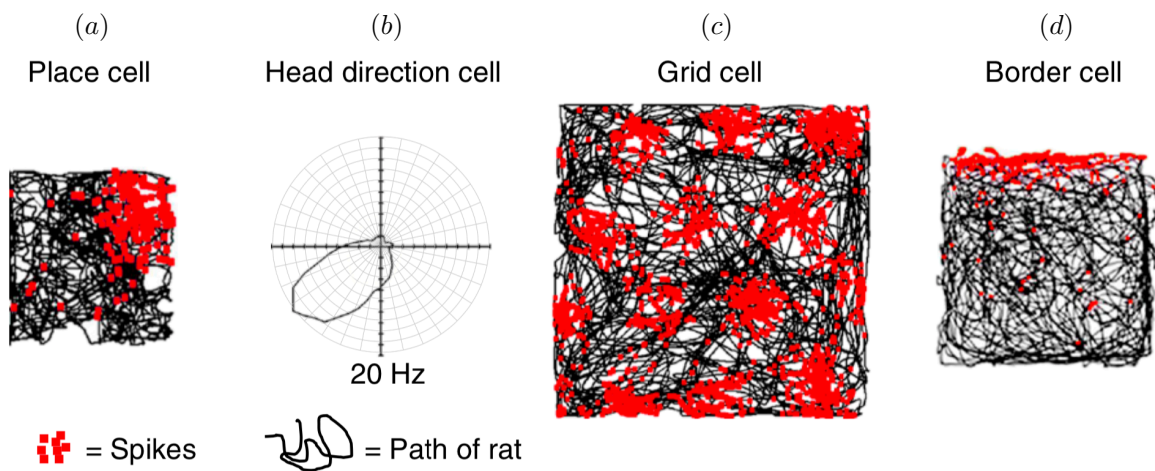 (a) (b) (c) (d)
Place cell Head direction cell Grid cell Border cell
20 Hz
= Spikes = Path of rat